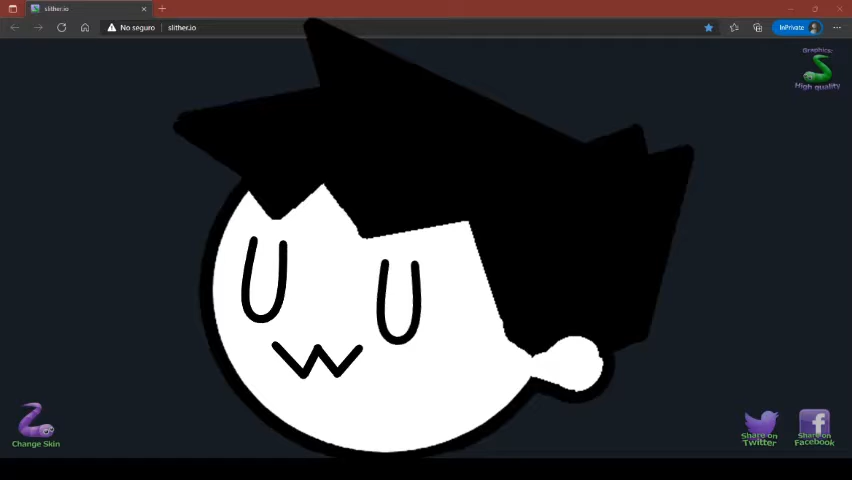 slither.io
No seguro
slither.io
InPrivate
Graphics:
High quality
Change Skin
Share on
Twitter
Share on
Facebook